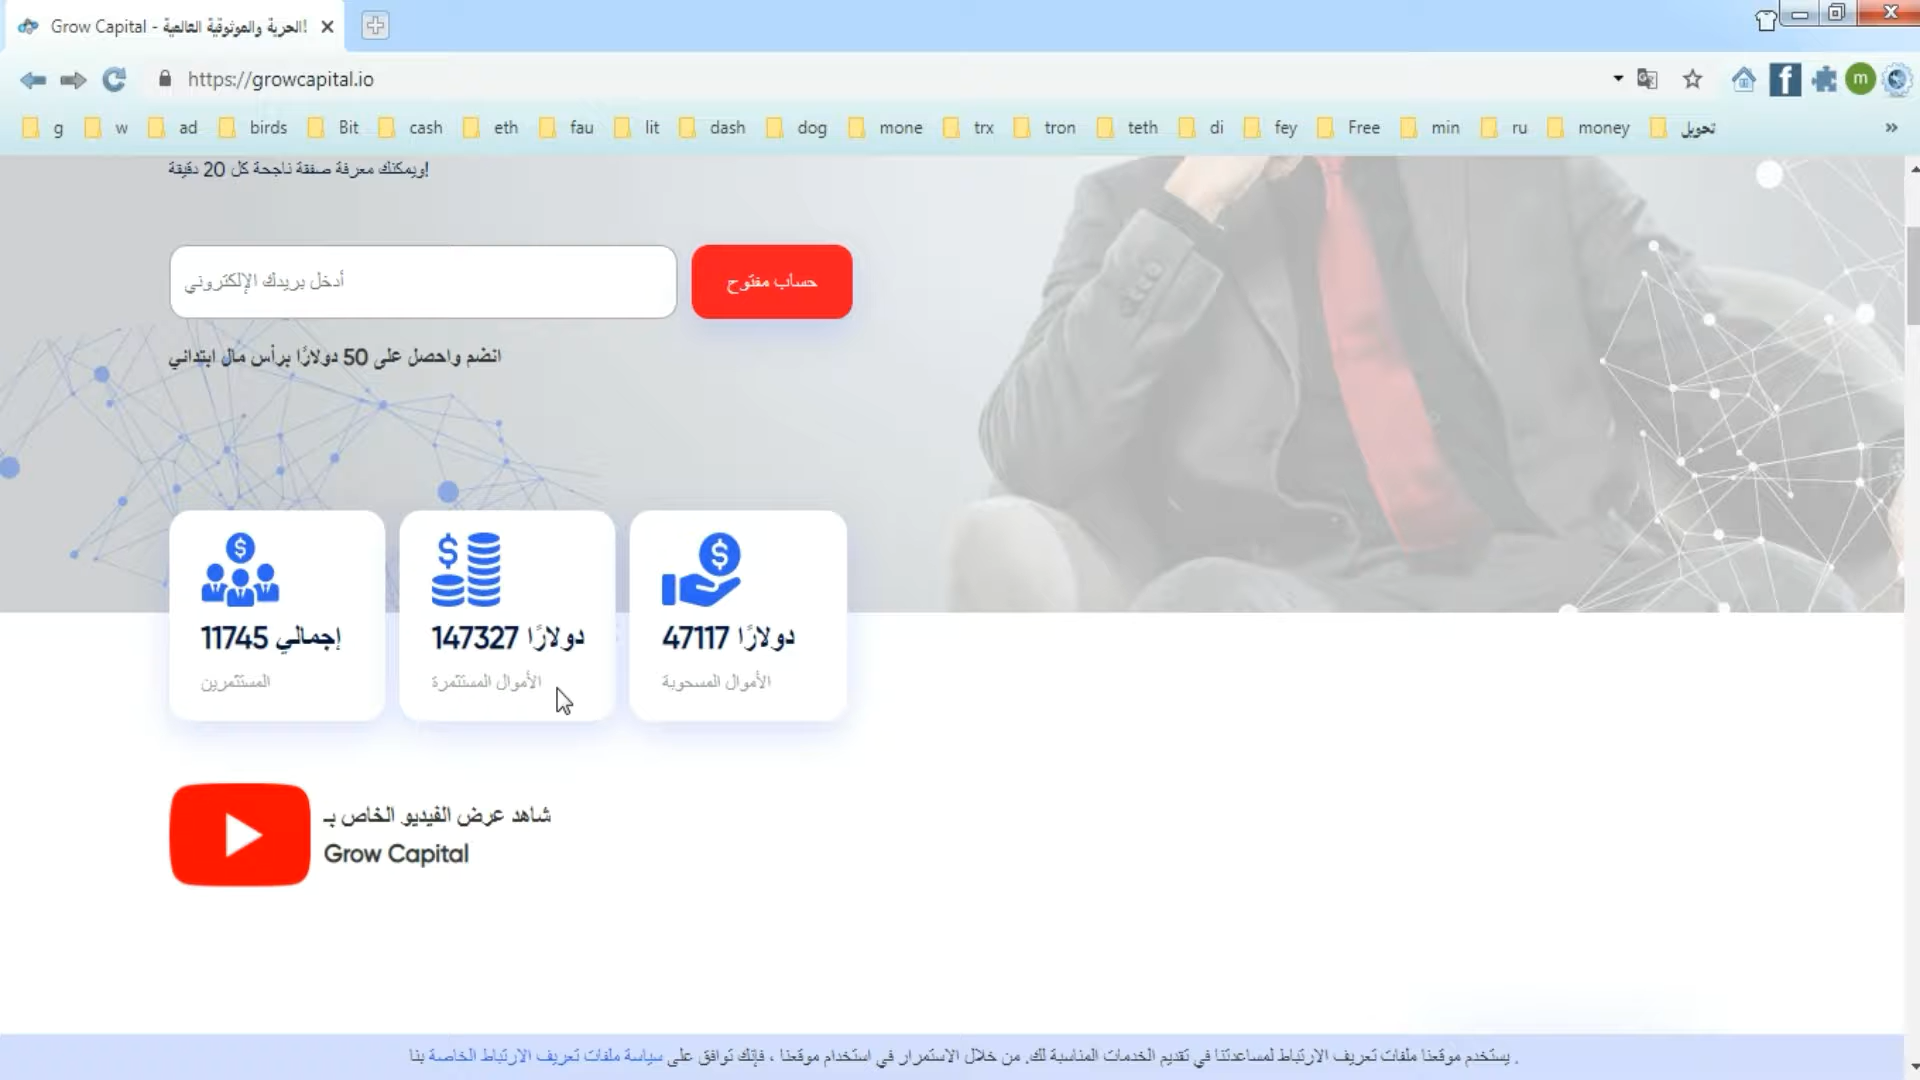 Grow Capital - الحرية والموثوقية العالمية!
https://growcapital.io
g w ad birds Bit cash eth fau lit dash dog mone trx tron teth di fey Free min ru money تحويل »
ويمكنك معرفة صفقة ناجحة كل 20 دقيقة!
أدخل بريدك الإلكتروني
حساب مفتوح
انضم واحصل على 50 دولارًا برأس مال ابتدائي
إجمالي 11745
المستثمرين
147327 دولارًا
الأموال المستثمرة
47117 دولارًا
الأموال المسحوبة
شاهد عرض الفيديو الخاص بـ
Grow Capital
يستخدم موقعنا ملفات تعريف الارتباط لمساعدتنا في تقديم الخدمات المناسبة لك. من خلال الاستمرار في استخدام موقعنا ، فإنك توافق على سياسة ملفات تعريف الارتباط الخاصة بنا .
m
f